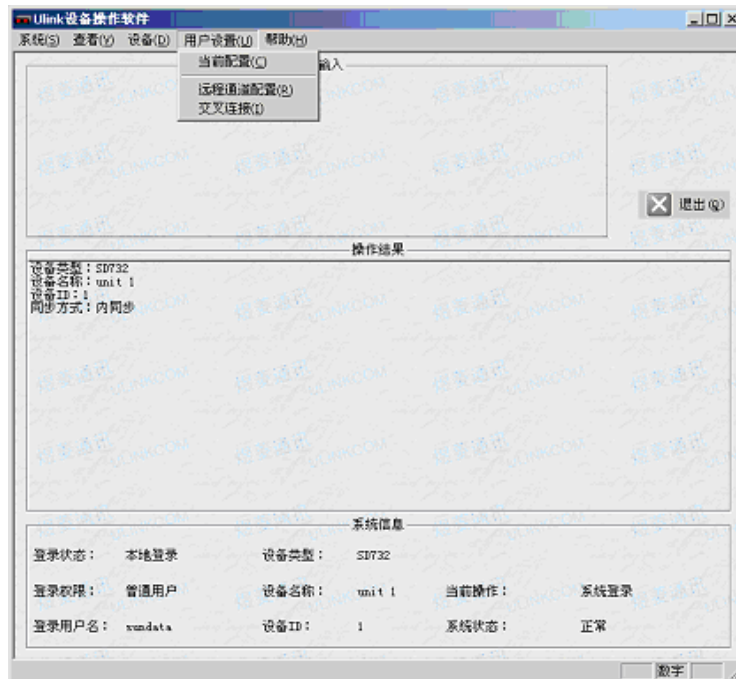 Ulink设备操作软件
系统(S) 查看(V) 设备(D) 用户设置(U) 帮助(H)
当前配置(C)
输入
远程通道配置(R)
交叉连接(I)
退出(Q)
操作结果
设备类型：SD732
设备名称：unit 1
设备ID：1
同步方式：内同步
系统信息
登录状态： 本地登录 设备类型： SD732
登录权限： 普通用户 设备名称： unit 1 当前操作： 系统登录
登录用户名： sundata 设备ID： 1 系统状态： 正常
数字